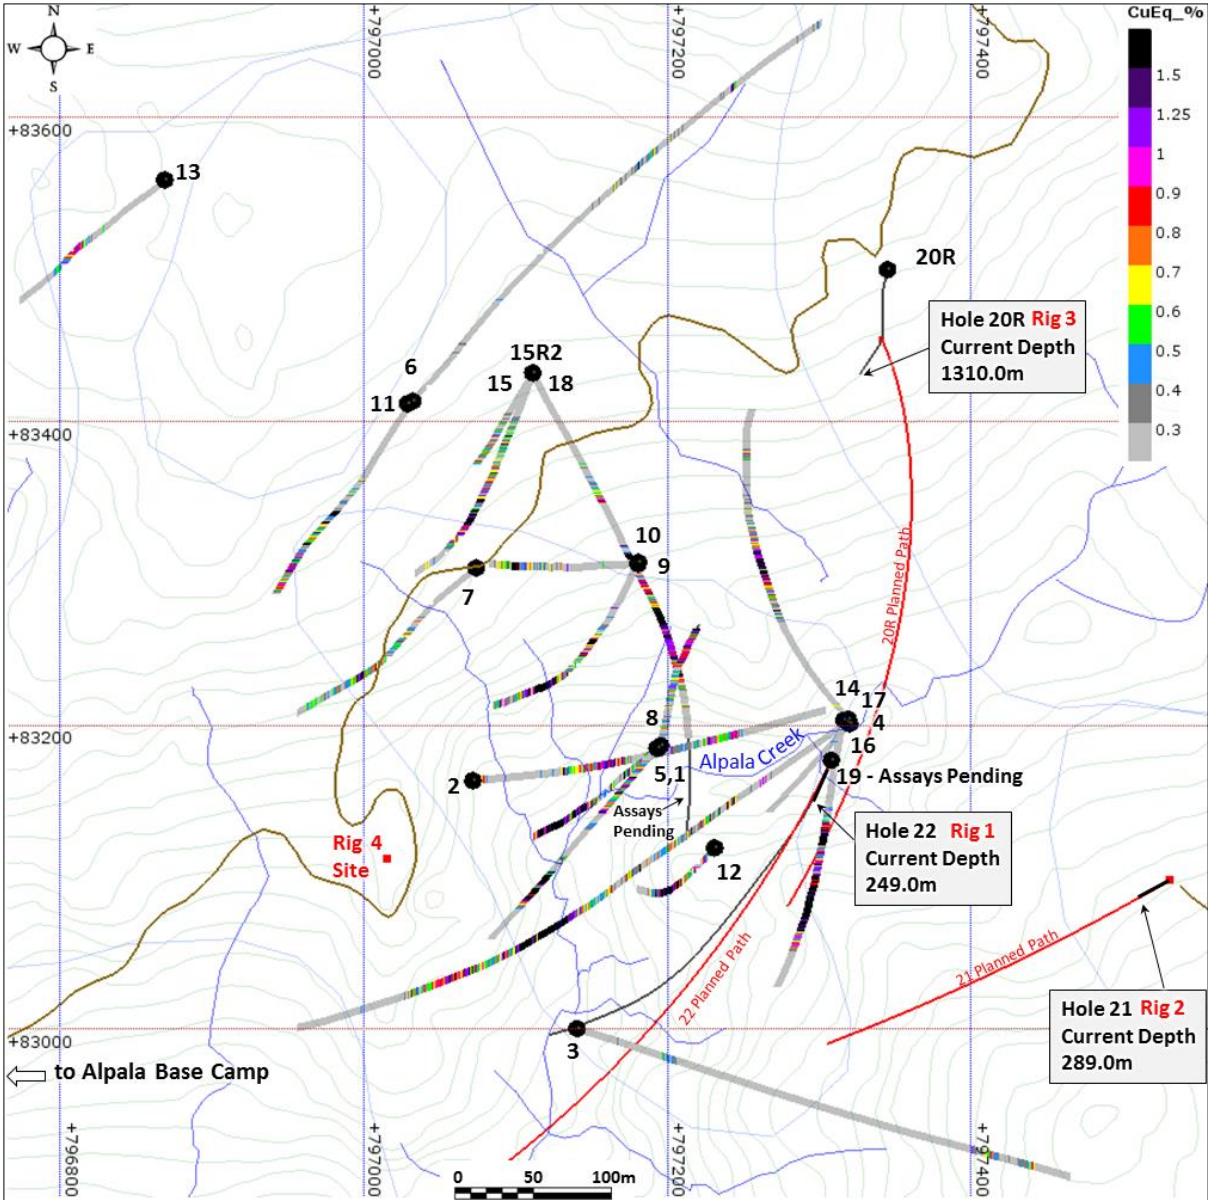 N
W E
S
+797000
+797200
+797400
CuEq_%
1.5
1.25
1
0.9
0.8
0.7
0.6
0.5
0.4
0.3
+83600
13
20R
Hole 20R Rig 3
Current Depth
1310.0m
6
11
15R2
15 18
+83400
10
9
7
20R Planned Path
14 17
4
16
19 - Assays Pending
8
5,1
Alpala Creek
+83200
2
Assays
Pending
Rig 4
Site
12
Hole 22 Rig 1
Current Depth
249.0m
22 Planned Path
21 Planned Path
Hole 21 Rig 2
Current Depth
289.0m
+83000
3
to Alpala Base Camp
+796800
+797000
+797200
+797400
0 50 100m